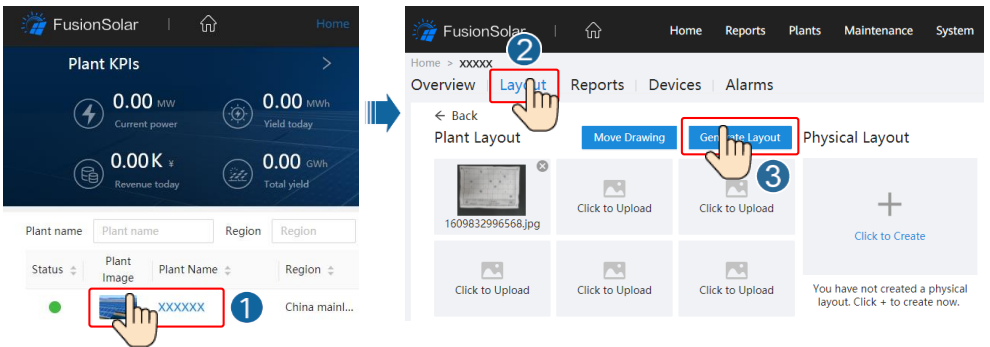 FusionSolar
Home
Plant KPIs >
0.00 MW
Current power
0.00 MWh
Yield today
0.00K ¥
Revenue today
0.00 GWh
Total yield
Plant name
Plant name
Region
Region
Status
Plant Image
Plant Name
Region
XXXXXX
1
China mainl...
FusionSolar
Home
Reports
Plants
Maintenance
System
Home > XXXXX
2
Overview
Layout
Reports
Devices
Alarms
← Back
Plant Layout
Move Drawing
Generate Layout
Physical Layout
3
1609832996568.jpg
Click to Upload
Click to Upload
Click to Upload
Click to Upload
Click to Upload
+
Click to Create
You have not created a physical
layout. Click + to create now.